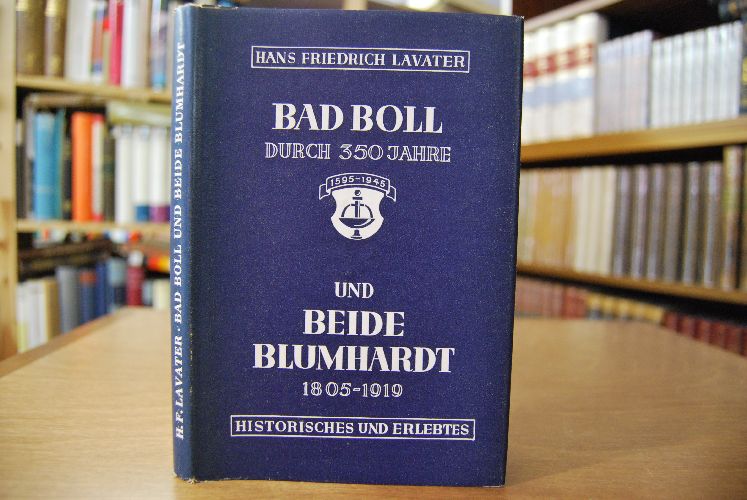 HANS FRIEDRICH LAVATER
BAD BOLL
DURCH 350 JAHRE
1595-1945
UND
BEIDE
BLUMHARDT
1805-1919
HISTORISCHES UND ERLEBTES
H. F. LAVATER · BAD BOLL UND BEIDE BLUMHARDT